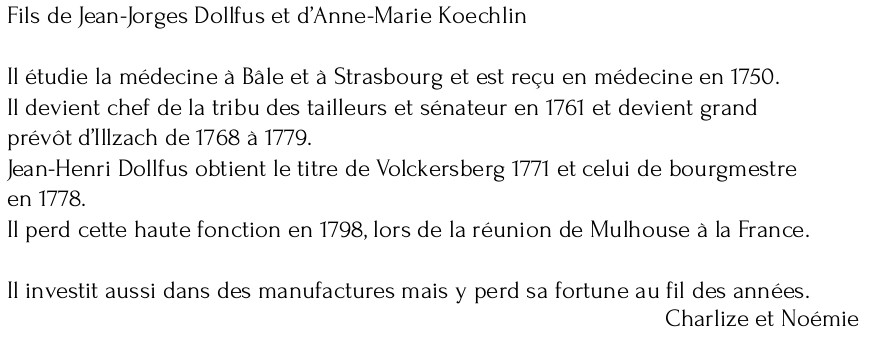 Fils de Jean-Jorges Dollfus et d'Anne-Marie Koechlin
Il étudie la médecine à Bâle et à Strasbourg et est reçu en médecine en 1750.
Il devient chef de la tribu des tailleurs et sénateur en 1761 et devient grand
prévôt d'Illzach de 1768 à 1779.
Jean-Henri Dollfus obtient le titre de Volckersberg 1771 et celui de bourgmestre
en 1778.
Il perd cette haute fonction en 1798, lors de la réunion de Mulhouse à la France.
Il investit aussi dans des manufactures mais y perd sa fortune au fil des années.
Charlize et Noémie